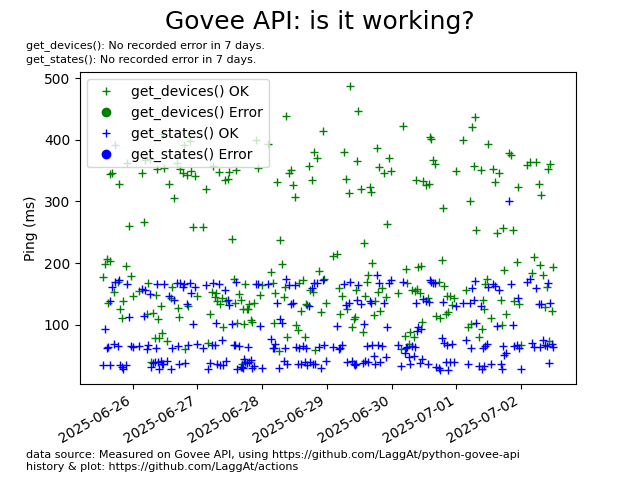 Govee API: is it working?
get_devices(): No recorded error in 7 days.
get_states(): No recorded error in 7 days.
get_devices() OK
get_devices() Error
get_states() OK
get_states() Error
Ping (ms)
500
400
300
200
100
2025-06-26
2025-06-27
2025-06-28
2025-06-29
2025-06-30
2025-07-01
2025-07-02
data source: Measured on Govee API, using https://github.com/LaggAt/python-govee-api
history & plot: https://github.com/LaggAt/actions